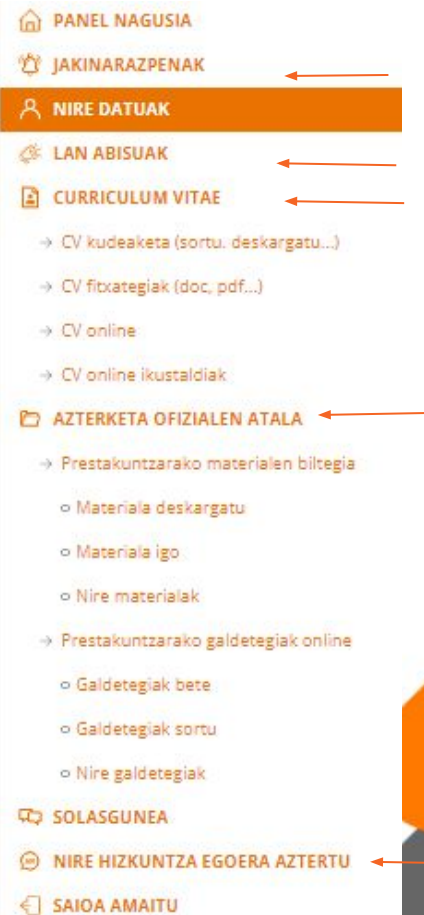 PANEL NAGUSIA
JAKINARAZPENAK
NIRE DATUAK
LAN ABISUAK
CURRICULUM VITAE
CV kudeaketa (sortu. deskargatu...)
CV fitxategiak (doc, pdf...)
CV online
CV online ikustaldiak
AZTERKETA OFIZIALEN ATALA
Prestakuntzarako materialen biltegia
Materiala deskargatu
Materiala igo
Nire materialak
Prestakuntzarako galdetegiak online
Galdetegiak bete
Galdetegiak sortu
Nire galdetegiak
SOLASGUNEA
NIRE HIZKUNTZA EGOERA AZTERTU
SAIOA AMAITU